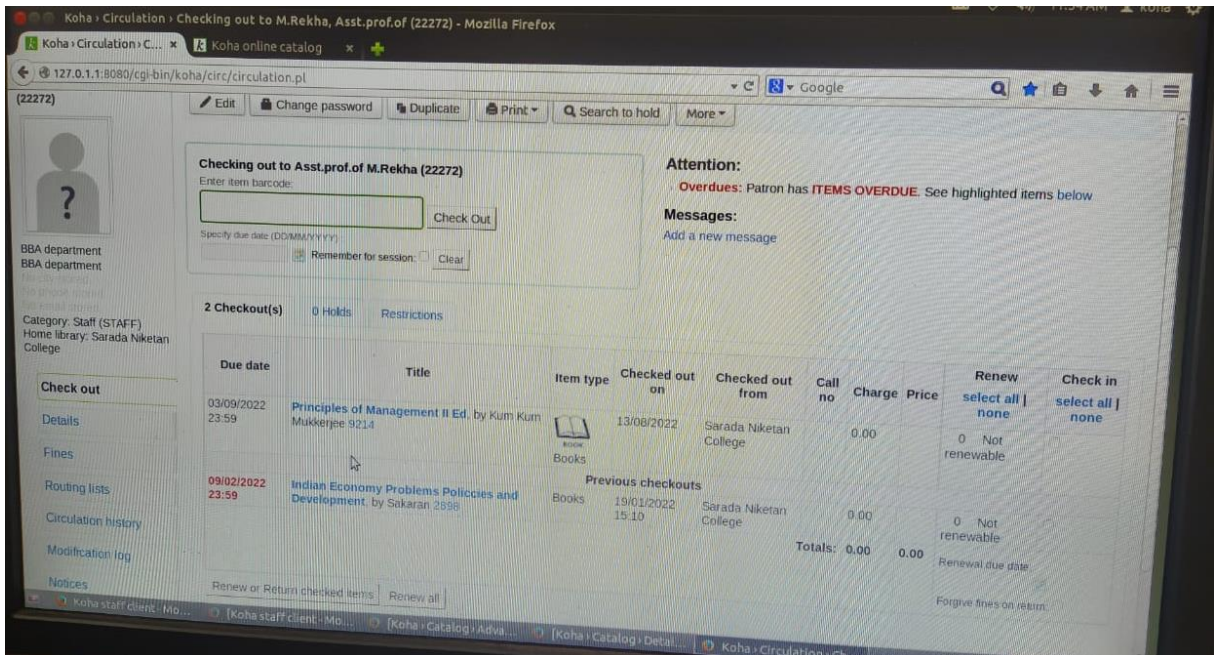 Koha › Circulation › Checking out to M.Rekha, Asst.prof.of (22272) - Mozilla Firefox
Koha › Circulation › C... ×
Koha online catalog ×
127.0.1.1:8080/cgi-bin/koha/circ/circulation.pl
Google
(22272)
Edit
Change password
Duplicate
Print
Search to hold
More
Checking out to Asst.prof.of M.Rekha (22272)
Enter item barcode:
Check Out
Specify due date (DD/MM/YYYY):
Remember for session:
Clear
Attention:
Overdues: Patron has ITEMS OVERDUE. See highlighted items below
Messages:
Add a new message
?
BBA department
BBA department
No city stored.
No phone stored.
No email stored.
Category: Staff (STAFF)
Home library: Sarada Niketan
College
Check out
Details
Fines
Routing lists
Circulation history
Modification log
Notices
2 Checkout(s)
0 Holds
Restrictions
Due date
Title
Item type
Checked out
on
Checked out
from
Call
no
Charge
Price
Renew
select all |
none
Check in
select all |
none
03/09/2022
23:59
Principles of Management II Ed, by Kum Kum
Mukkerjee 9214
BOOK
Books
13/08/2022
Sarada Niketan
College
0.00
0 Not
renewable
Previous checkouts
09/02/2022
23:59
Indian Economy Problems Policcies and
Development, by Sakaran 2898
Books
19/01/2022
15:10
Sarada Niketan
College
0.00
0 Not
renewable
Totals: 0.00 0.00
Renewal due date:
Forgive fines on return:
Renew or Return checked items
Renew all
Koha staff client - Mo...
[Koha staff client - Mo...
[Koha › Catalog › Adva...
[Koha › Catalog › Detai...
Koha › Circulation › Ch